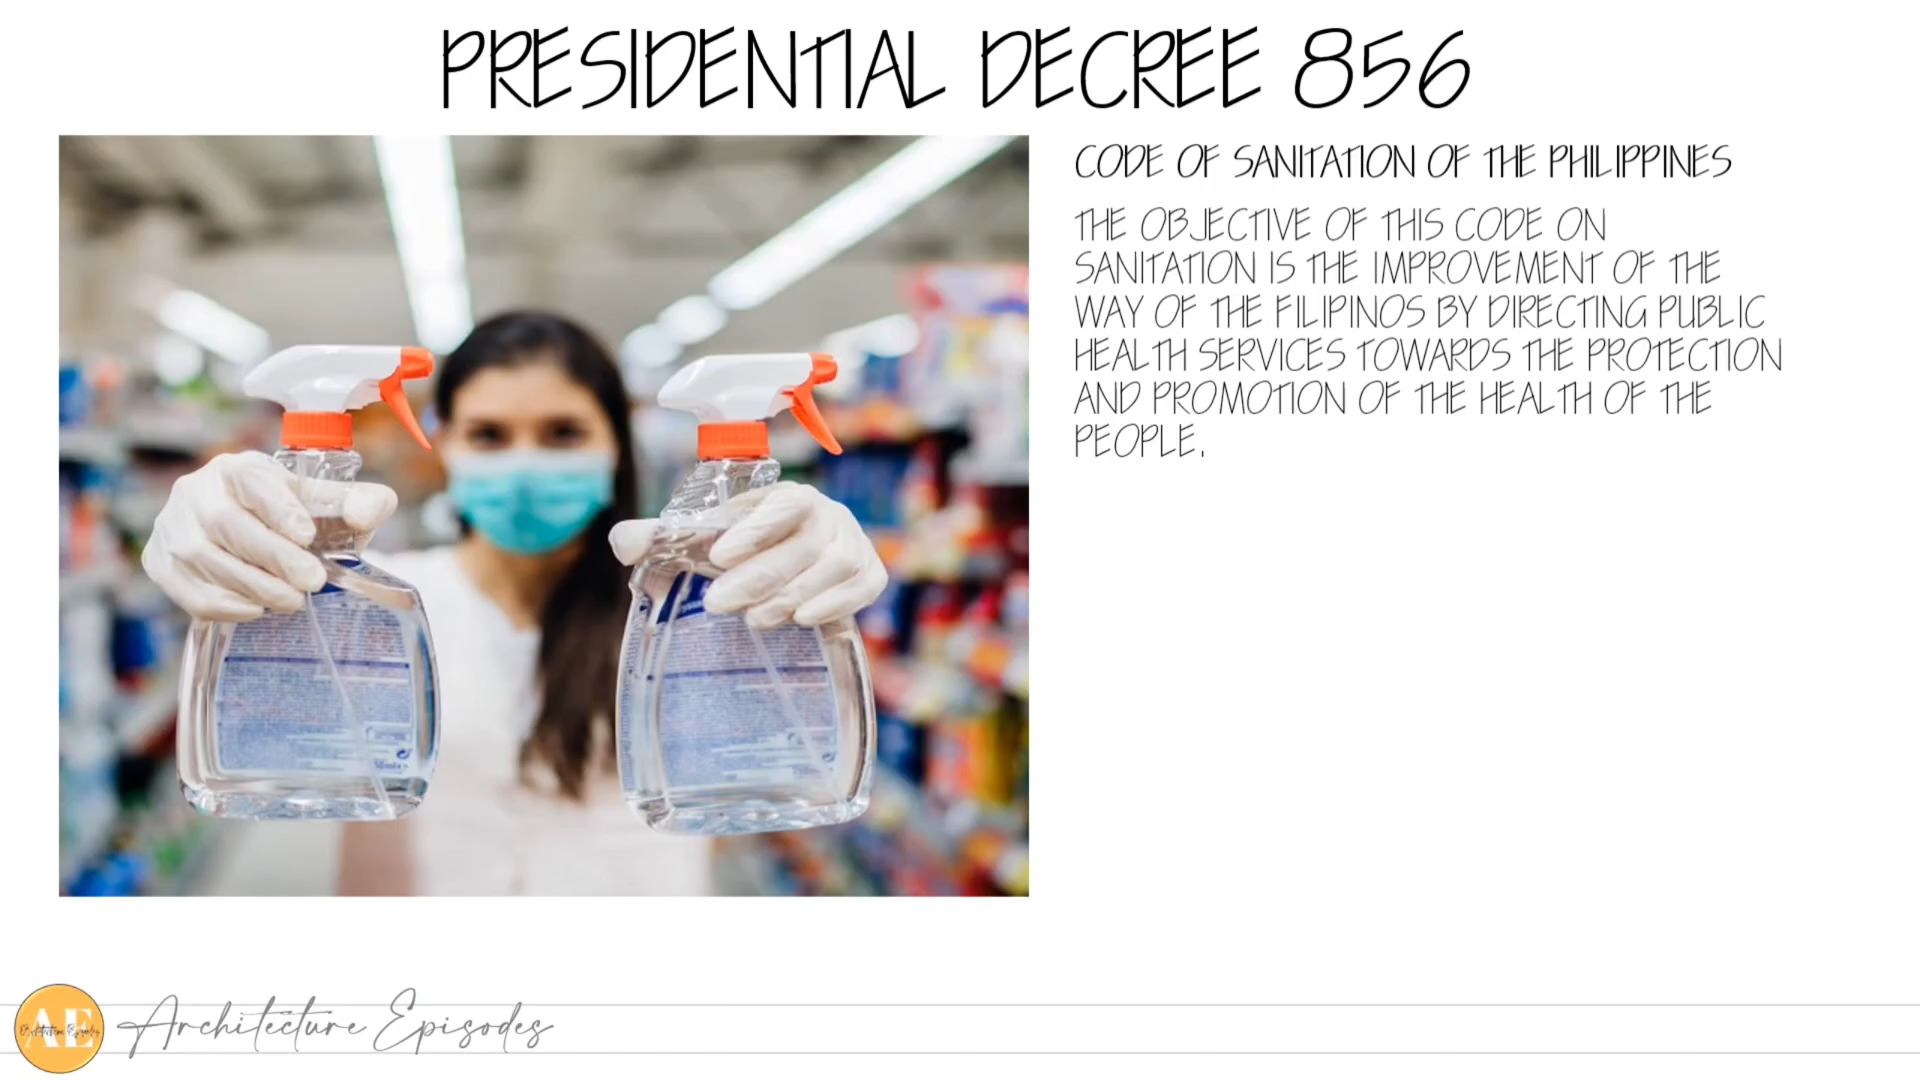 PRESIDENTIAL DECREE 856
CODE OF SANITATION OF THE PHILIPPINES
THE OBJECTIVE OF THIS CODE ON
SANITATION IS THE IMPROVEMENT OF THE
WAY OF THE FILIPINOS BY DIRECTING PUBLIC
HEALTH SERVICES TOWARDS THE PROTECTION
AND PROMOTION OF THE HEALTH OF THE
PEOPLE.
AE
Architecture Episodes
Architecture Episodes